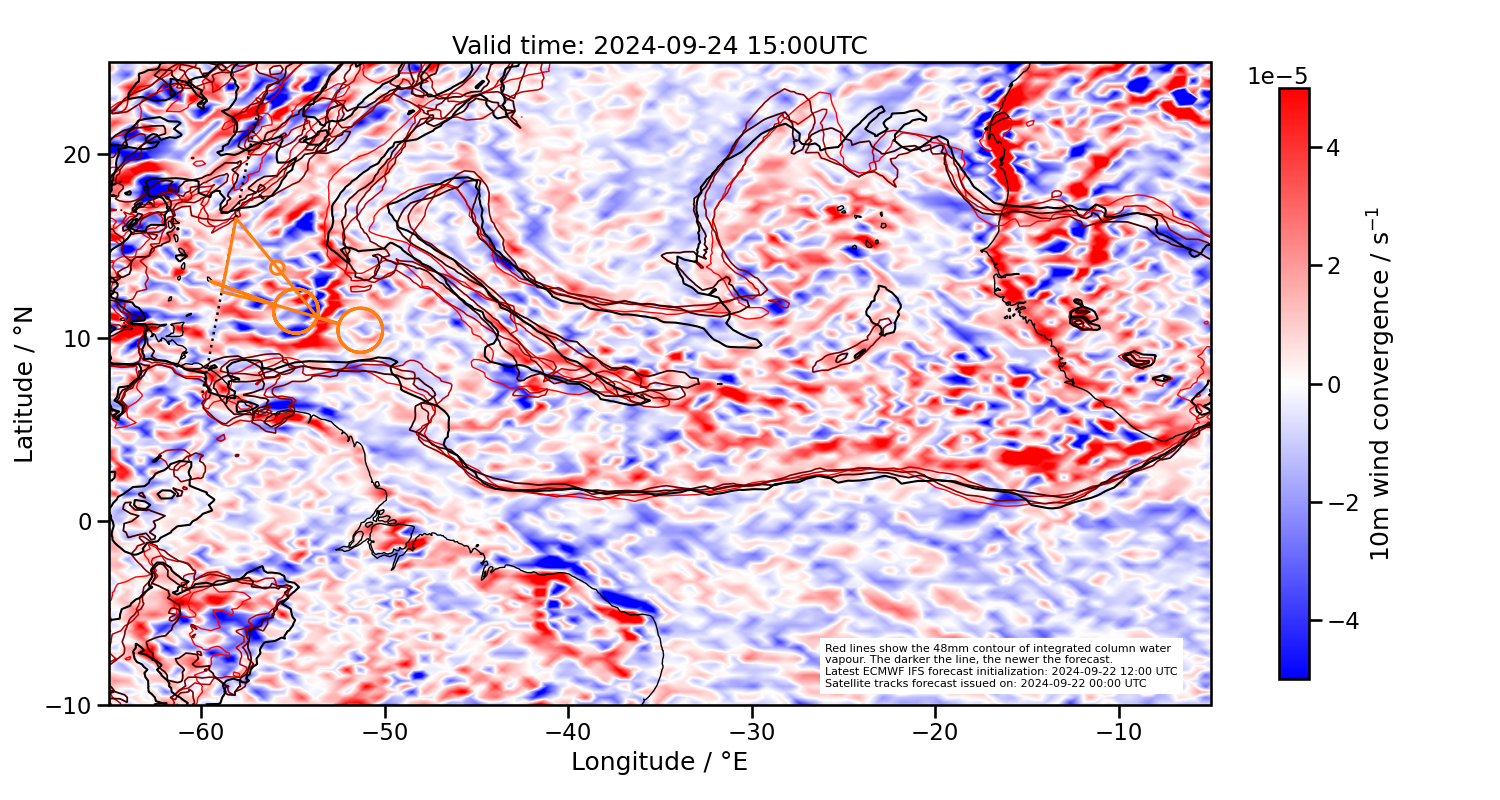 Valid time: 2024-09-24 15:00UTC
1e−5
20
10
0
−10
Latitude / °N
−60
−50
−40
−30
−20
−10
Longitude / °E
4
2
0
−2
−4
10m wind convergence / s⁻¹
Red lines show the 48mm contour of integrated column water
vapour. The darker the line, the newer the forecast.
Latest ECMWF IFS forecast initialization: 2024-09-22 12:00 UTC
Satellite tracks forecast issued on: 2024-09-22 00:00 UTC